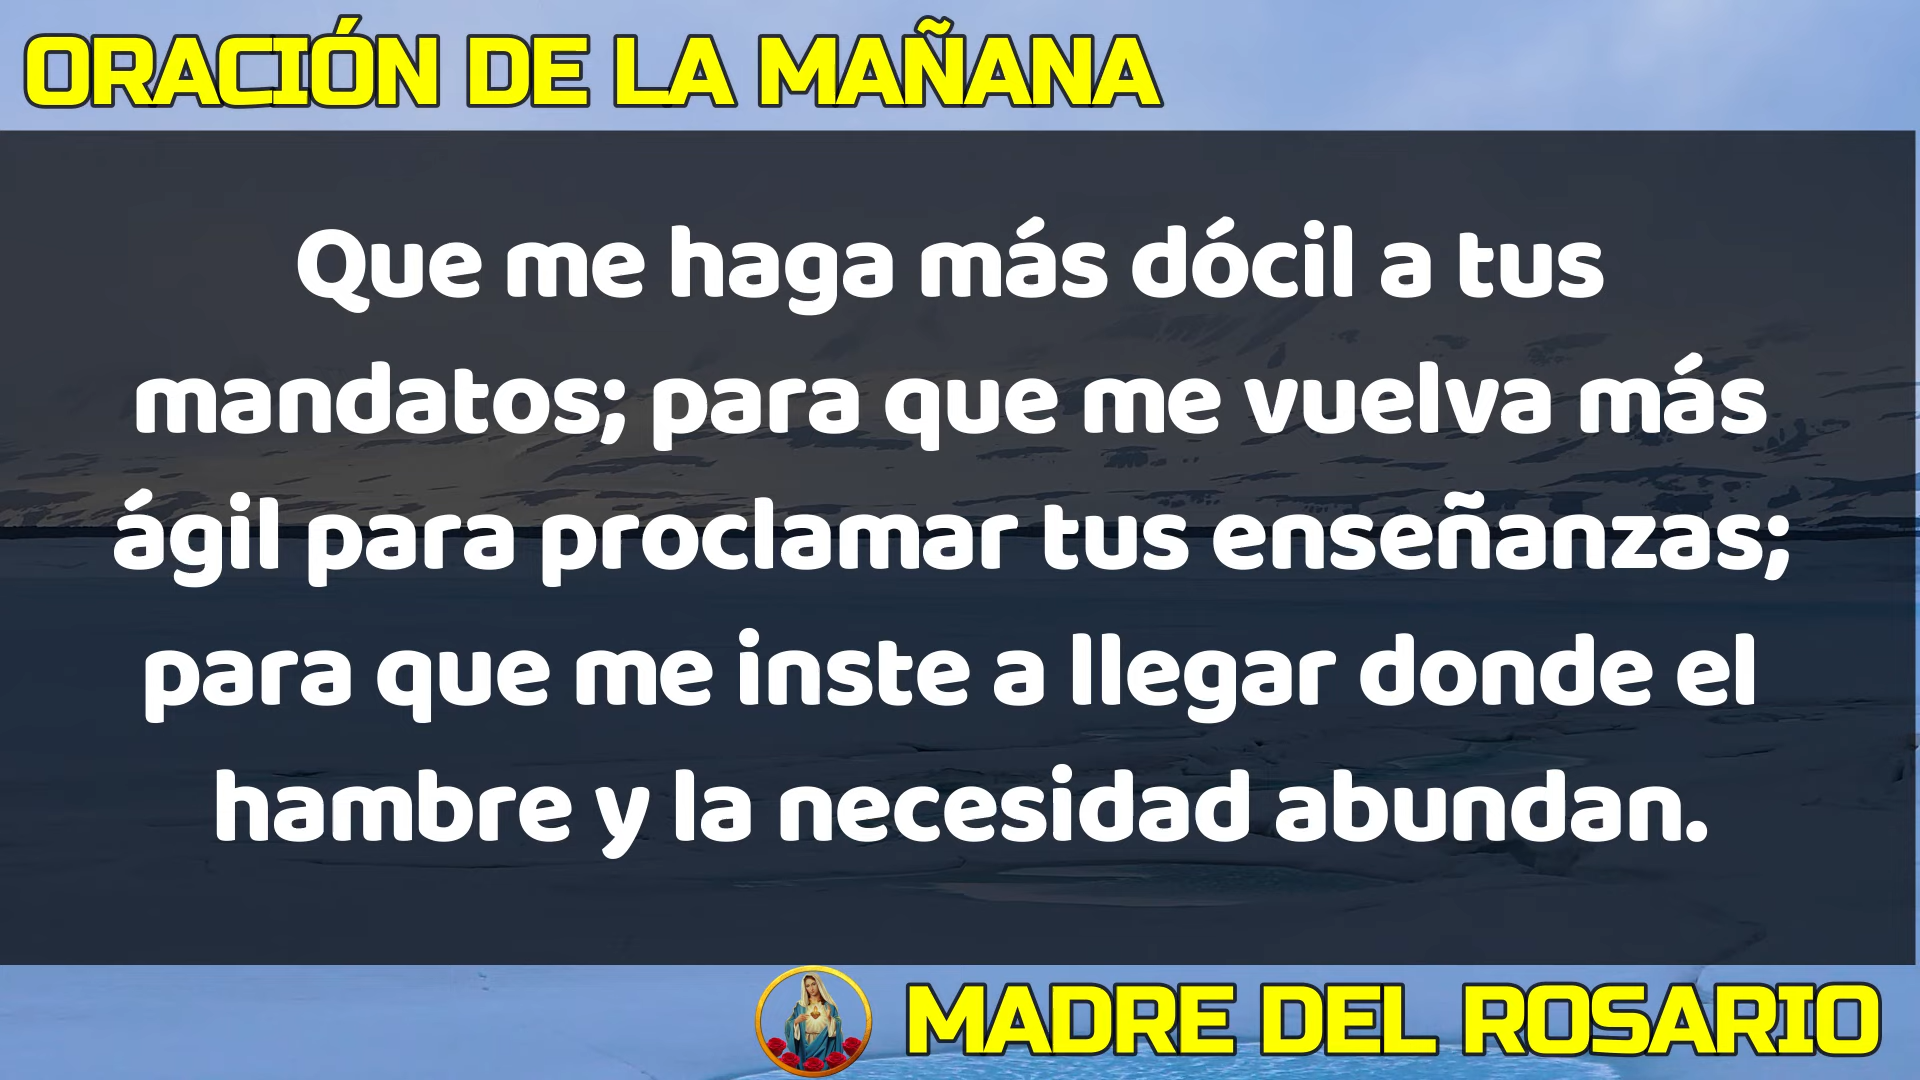 ORACIÓN DE LA MAÑANA
Que me haga más dócil a tus
mandatos; para que me vuelva más
ágil para proclamar tus enseñanzas;
para que me inste a llegar donde el
hambre y la necesidad abundan.
MADRE DEL ROSARIO